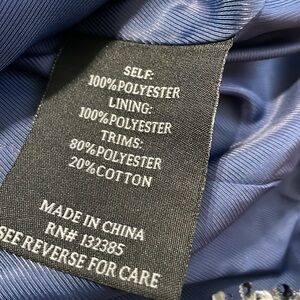 SELF:
100%POLYESTER
LINING:
100%POLYESTER
TRIMS:
80%POLYESTER
20%COTTON
MADE IN CHINA
RN# 132385
SEE REVERSE FOR CARE